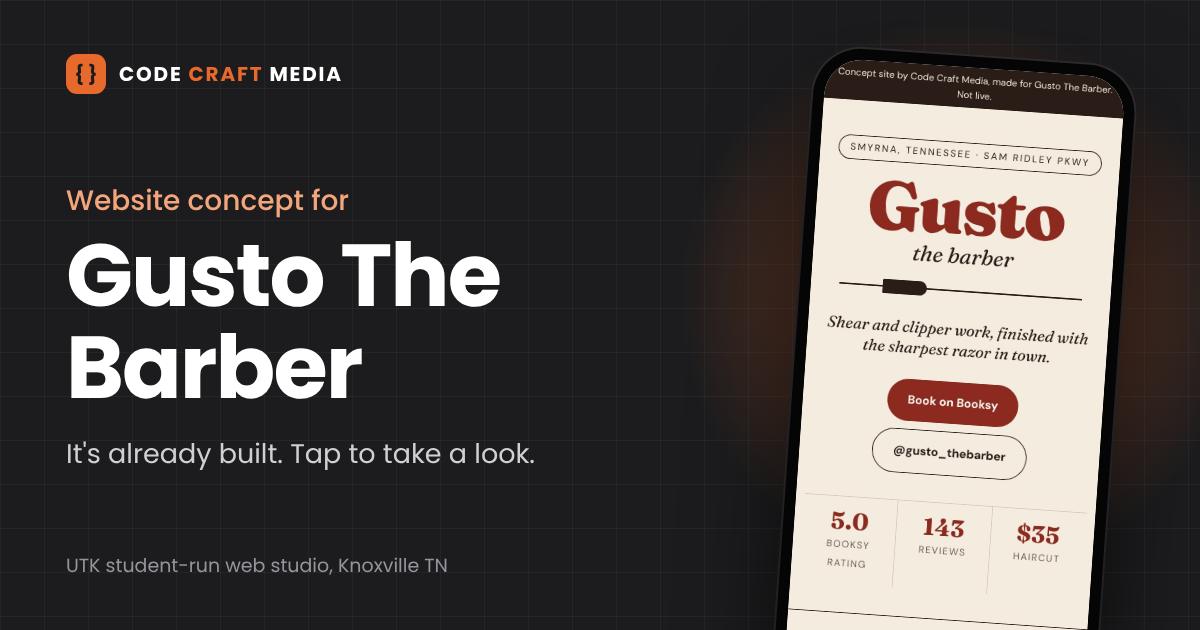 { } CODE CRAFT MEDIA
Website concept for
Gusto The
Barber
It's already built. Tap to take a look.
UTK student-run web studio, Knoxville TN
Concept site by Code Craft Media, made for Gusto The Barber.
Not live.
SMYRNA, TENNESSEE · SAM RIDLEY PKWY
Gusto
the barber
Shear and clipper work, finished with
the sharpest razor in town.
Book on Booksy
@gusto_thebarber
5.0
BOOKSY
RATING
143
REVIEWS
$35
HAIRCUT